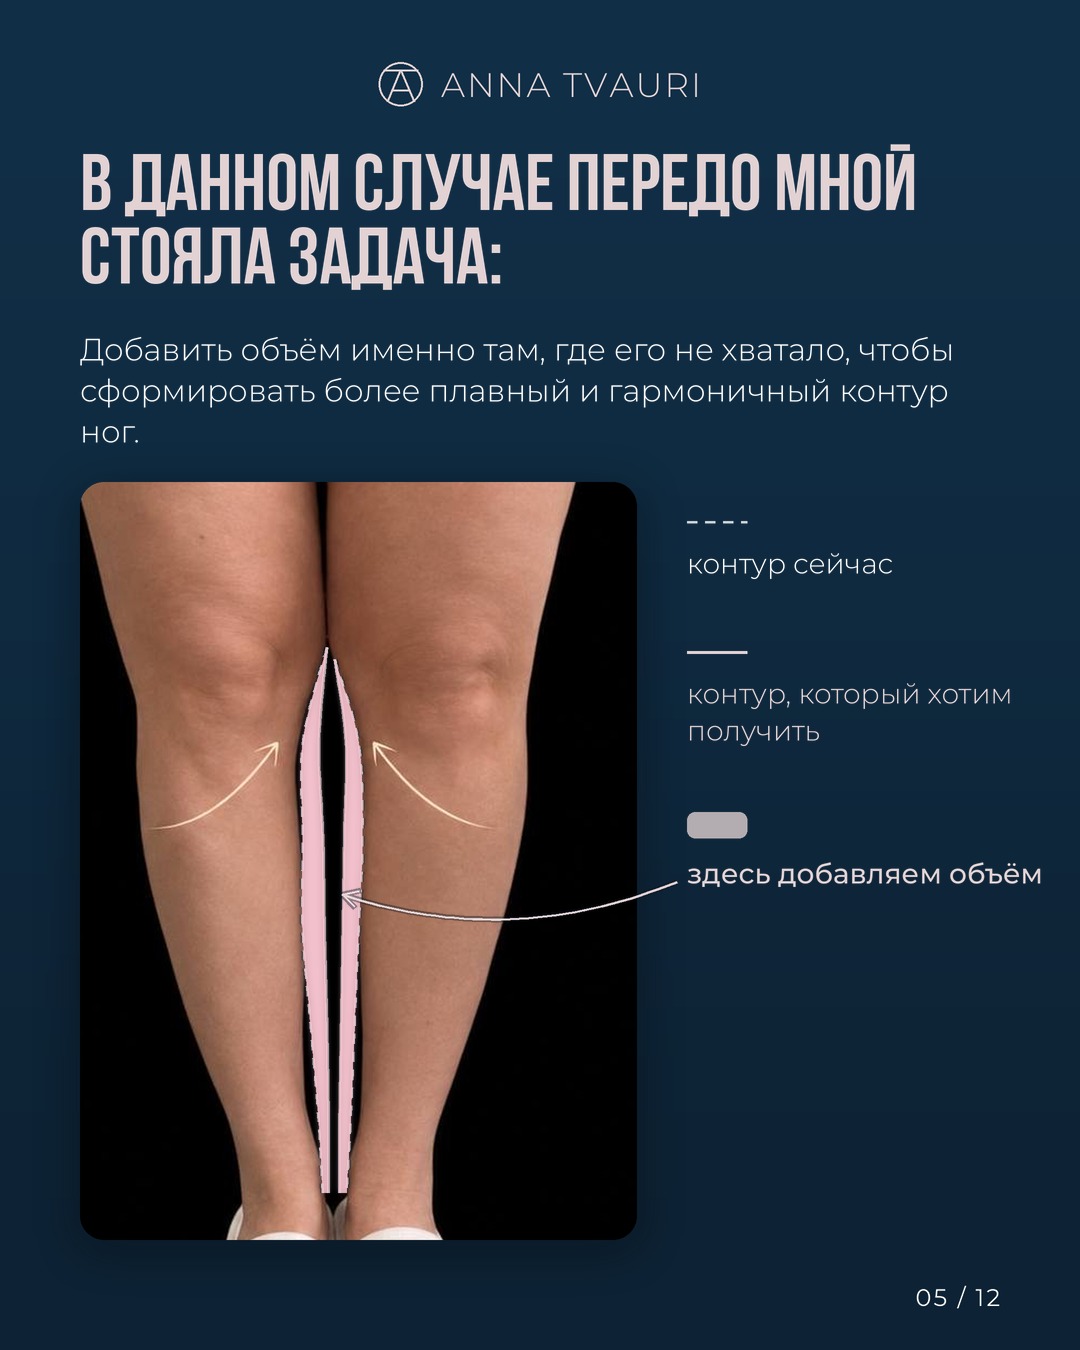 ANNA TVAURI
В ДАННОМ СЛУЧАЕ ПЕРЕДО МНОЙ
СТОЯЛА ЗАДАЧА:
Добавить объём именно там, где его не хватало, чтобы
сформировать более плавный и гармоничный контур
ног.
контур сейчас
контур, который хотим
получить
здесь добавляем объём
05 / 12